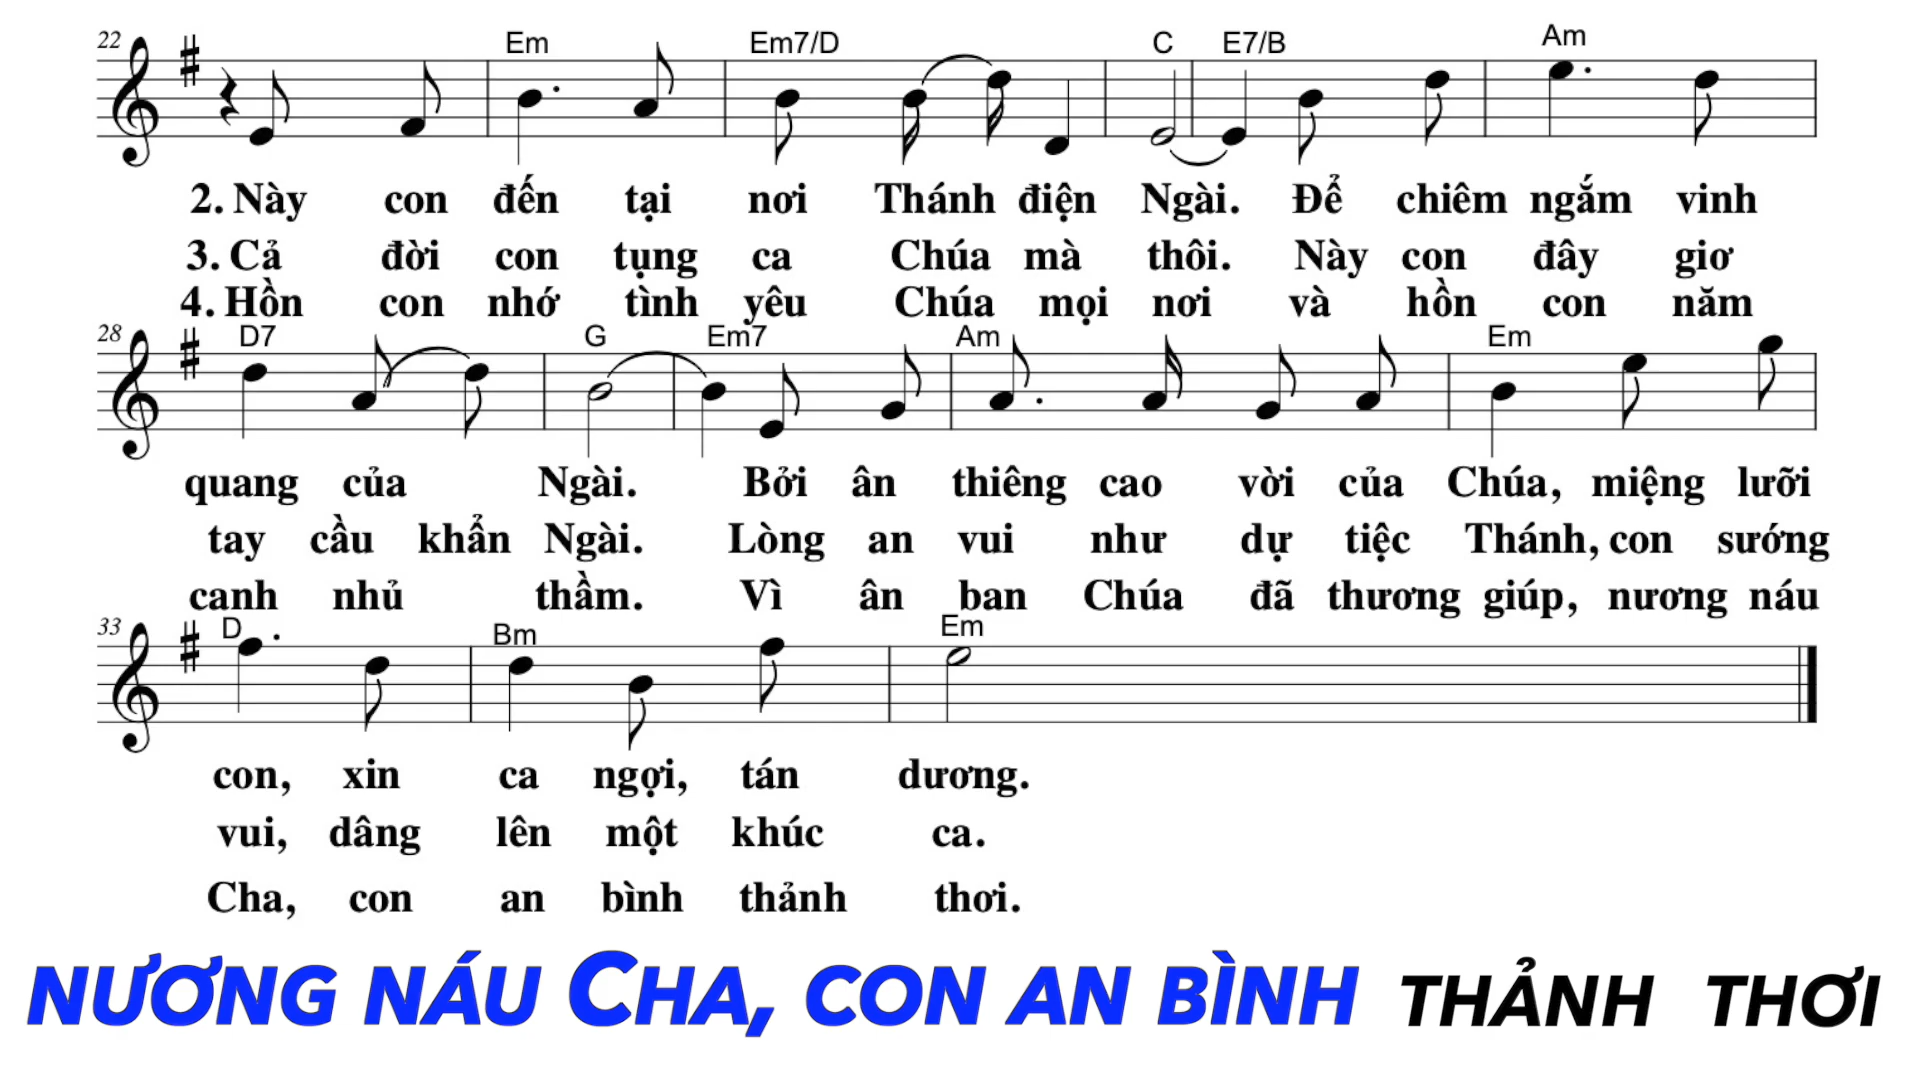 22 Em Em7/D C E7/B Am
2. Này con đến tại nơi Thánh điện Ngài. Để chiêm ngắm vinh
3. Cả đời con tụng ca Chúa mà thôi. Này con đây giơ
4. Hồn con nhớ tình yêu Chúa mọi nơi và hồn con năm
28 D7 G Em7 Am Em
quang của Ngài. Bởi ân thiêng cao vời của Chúa, miệng lưỡi
tay cầu khẩn Ngài. Lòng an vui như dự tiệc Thánh, con sướng
canh nhủ thầm. Vì ân ban Chúa đã thương giúp, nương náu
33 D Bm Em
con, xin ca ngợi, tán dương.
vui, dâng lên một khúc ca.
Cha, con an bình thảnh thơi.
NƯƠNG NÁU CHA, CON AN BÌNH THẢNH THƠI